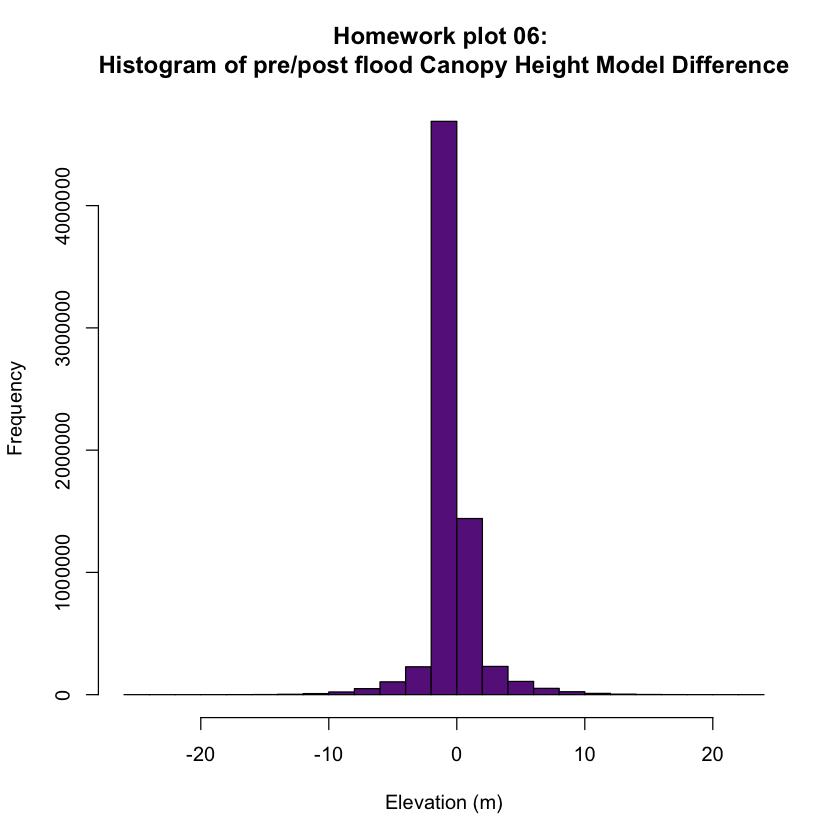 Homework plot 06:
Histogram of pre/post flood Canopy Height Model Difference
4000000
3000000
2000000
1000000
0
Frequency
-20 -10 0 10 20
Elevation (m)